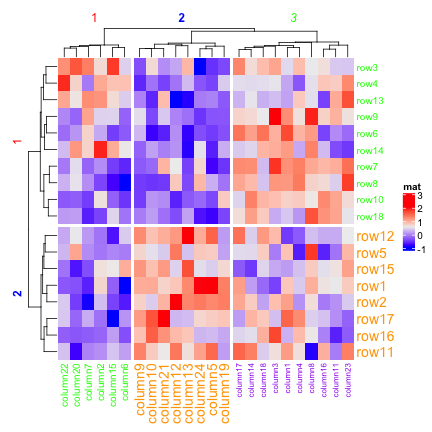 1 2 3
1
2
row3
row4
row13
row9
row6
row14
row7
row8
row10
row18
row12
row5
row15
row1
row2
row17
row16
row11
mat
3
2
1
0
-1
column22
column20
column7
column2
column15
column6
column9
column10
column21
column12
column13
column24
column5
column19
column17
column14
column18
column3
column1
column4
column8
column16
column11
column23